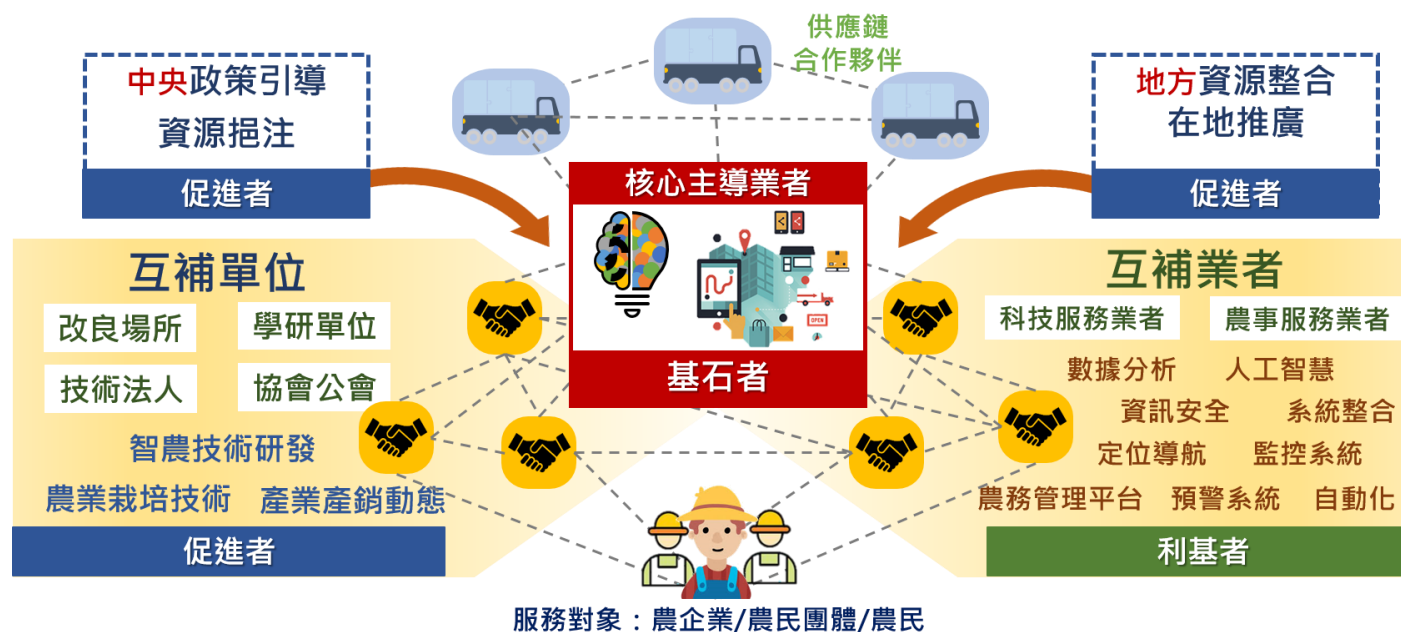 供應鏈
合作夥伴
中央政策引導
資源挹注
促進者
地方資源整合
在地推廣
促進者
核心主導業者
OPEN
基石者
互補單位
改良場所 學研單位
技術法人 協會公會
智農技術研發
農業栽培技術 產業產銷動態
促進者
互補業者
科技服務業者 農事服務業者
數據分析 人工智慧
資訊安全 系統整合
定位導航 監控系統
農務管理平台 預警系統 自動化
利基者
服務對象：農企業/農民團體/農民